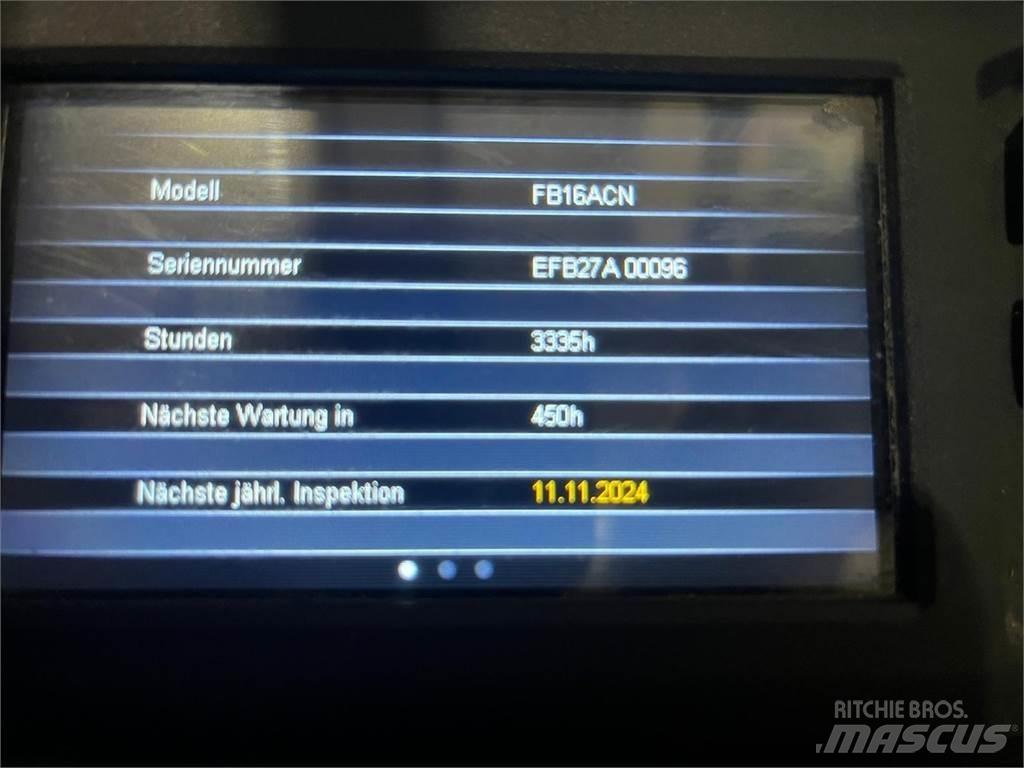 Modell FB16ACN
Seriennummer EFB27A 00096
Stunden 3335h
Nächste Wartung in 450h
Nächste jährl. Inspektion 11.11.2024
RITCHIE BROS.
MASCUS®